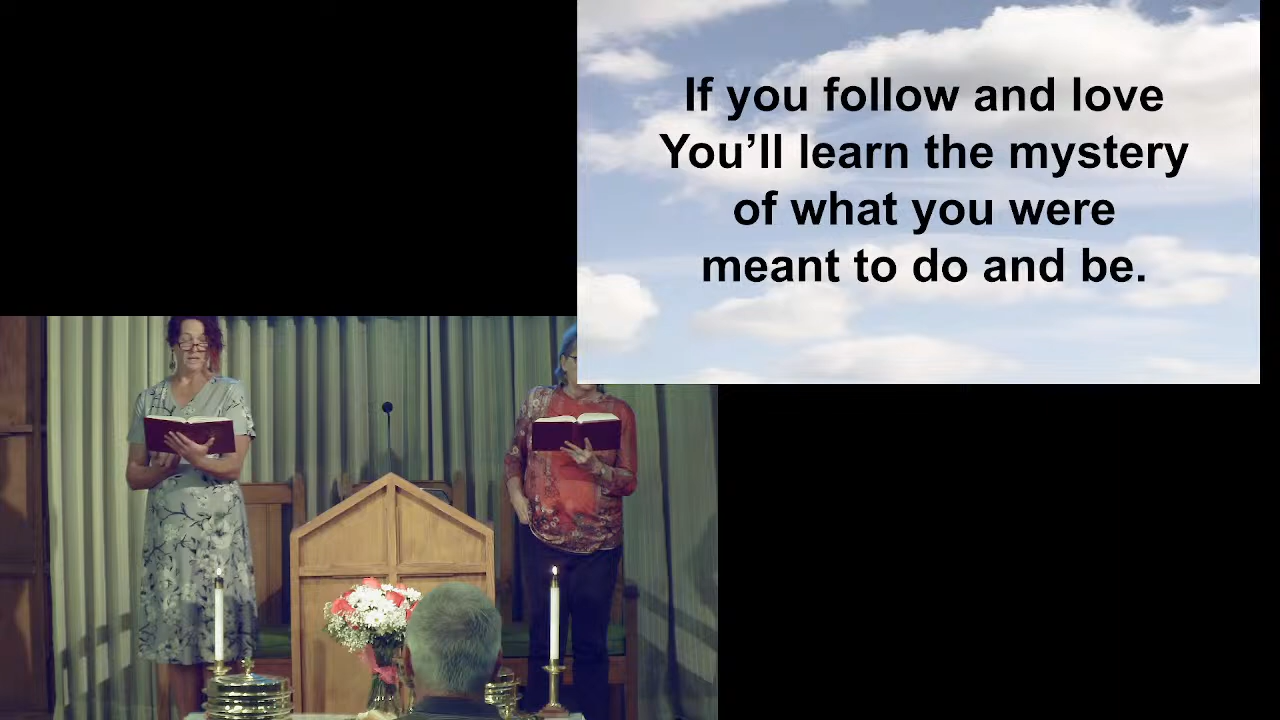 If you follow and love
You’ll learn the mystery
of what you were
meant to do and be.